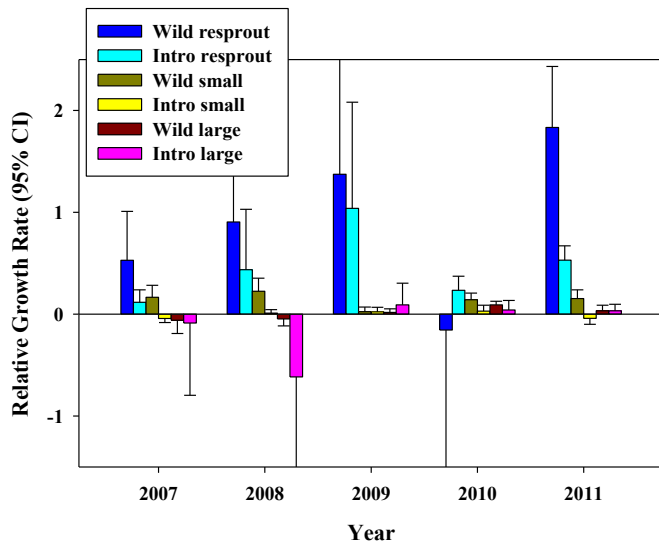 Wild resprout
Intro resprout
Wild small
Intro small
Wild large
Intro large
Relative Growth Rate (95% CI)
2
1
0
-1
2007 2008 2009 2010 2011
Year